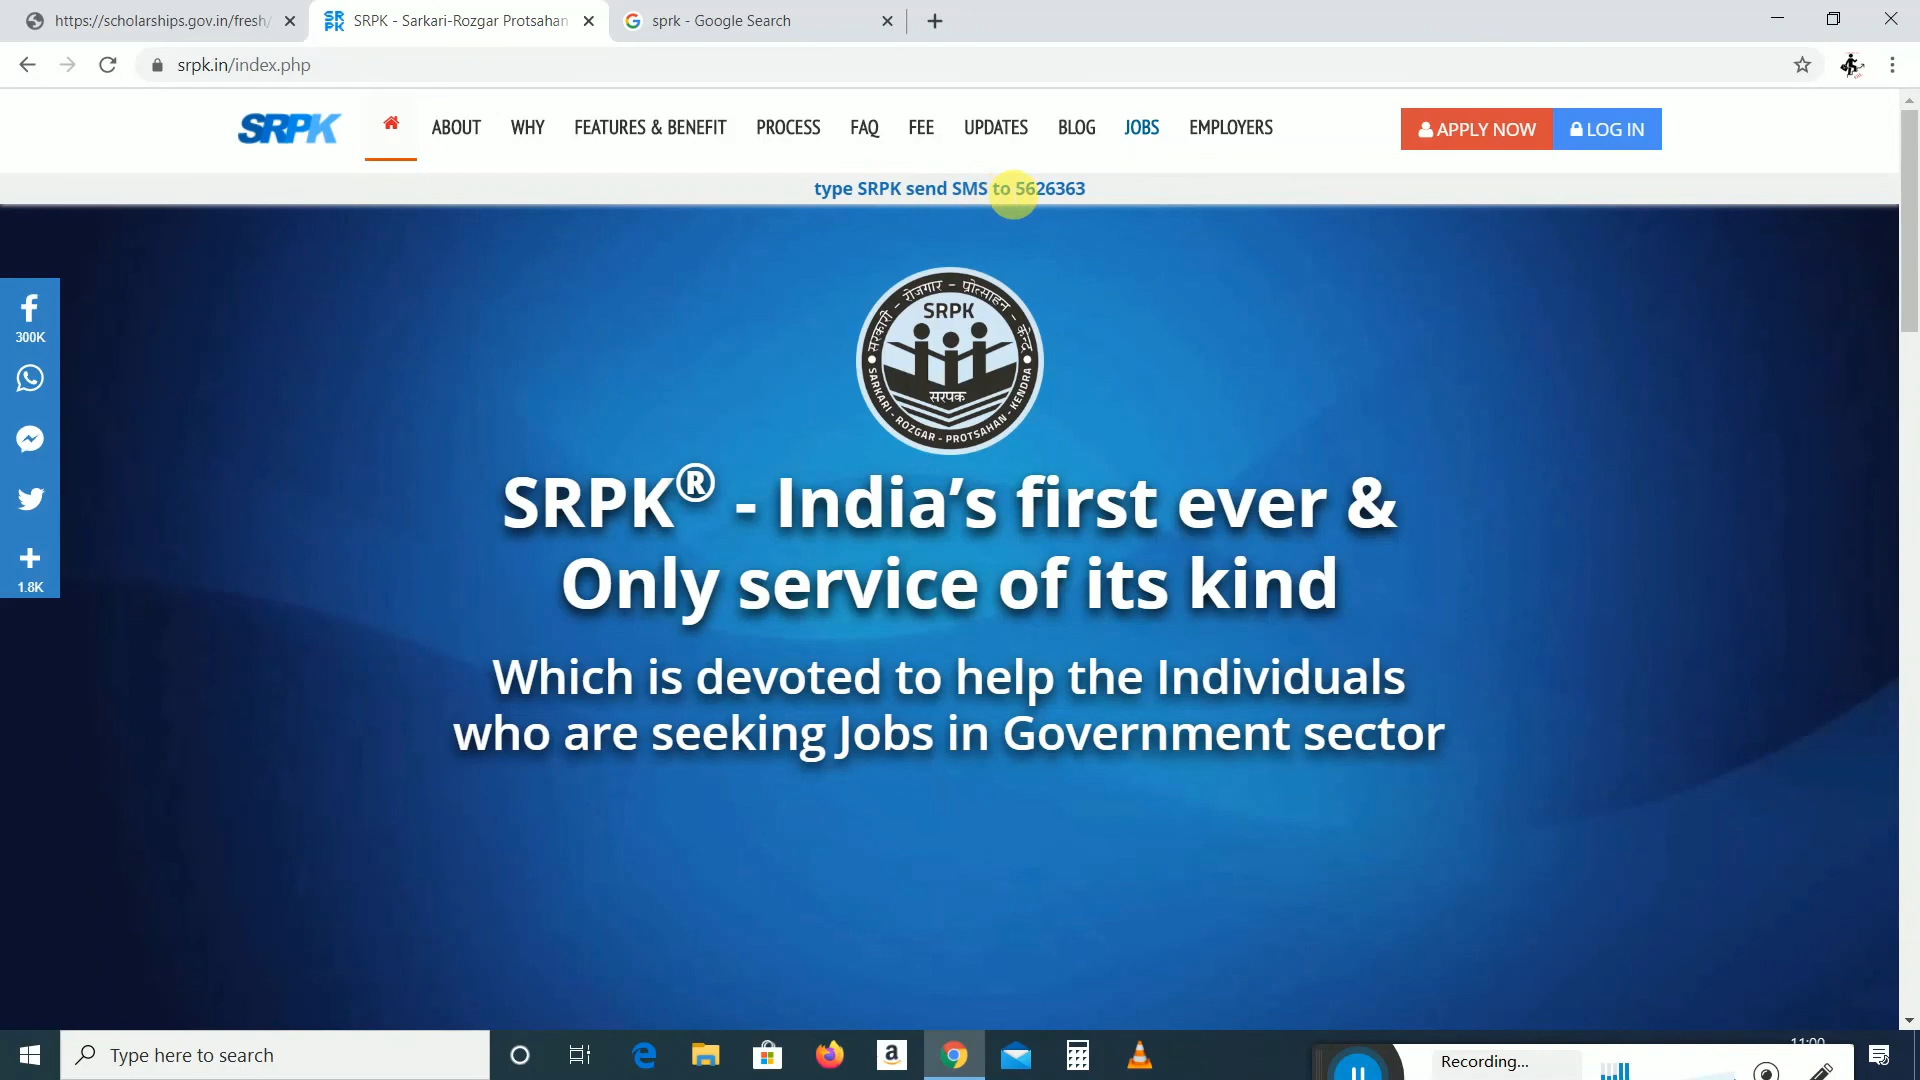 https://scholarships.gov.in/fresh/
SRPK - Sarkari-Rozgar Protsahan
sprk - Google Search
srpk.in/index.php
SRPK
ABOUT
WHY
FEATURES & BENEFIT
PROCESS
FAQ
FEE
UPDATES
BLOG
JOBS
EMPLOYERS
APPLY NOW
LOG IN
type SRPK send SMS to 5626363
300K
1.8K
सरकारी - रोजगार - प्रोत्साहन - केन्द्र
SRPK
सरपक
SARKARI - ROZGAR - PROTSAHAN - KENDRA
SRPK® - India’s first ever &
Only service of its kind
Which is devoted to help the Individuals
who are seeking Jobs in Government sector
Type here to search
Recording...